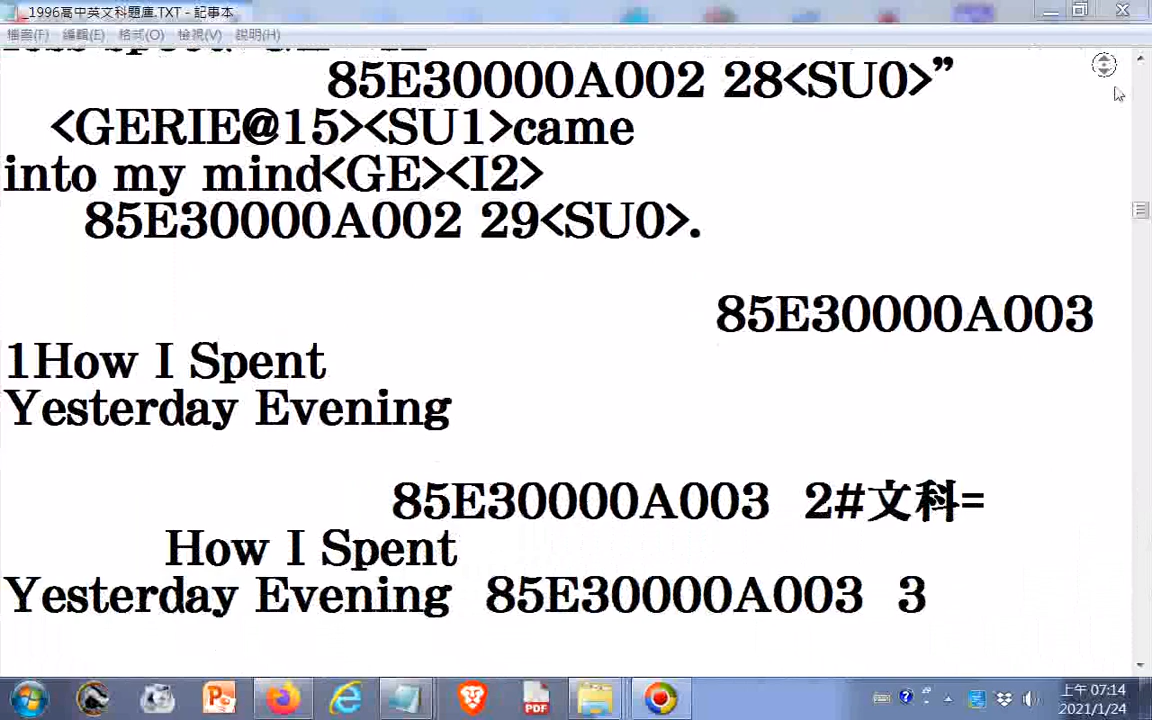 _1996高中英文科題庫.TXT - 記事本
檔案(F) 編輯(E) 格式(O) 檢視(V) 說明(H)
85E30000A002 28<SU0>”
<GERIE@15><SU1>came
into my mind<GE><I2>
85E30000A002 29<SU0>.
85E30000A003
1How I Spent
Yesterday Evening
85E30000A003 2#文科=
How I Spent
Yesterday Evening 85E30000A003 3
PDF
上午 07:14
2021/1/24